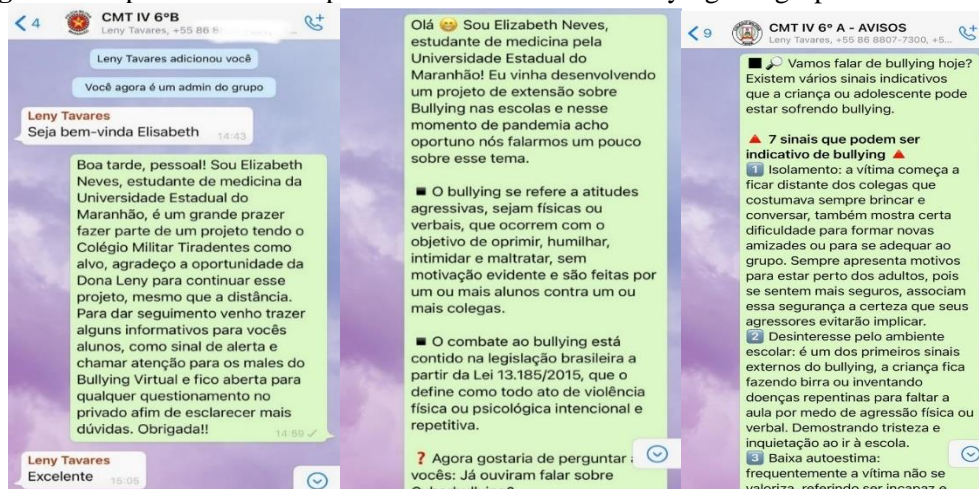 CMT IV 6ºB
Leny Tavares, +55 86 8
Leny Tavares adicionou você
Você agora é um admin do grupo
Leny Tavares
Seja bem-vinda Elisabeth 14:43
Boa tarde, pessoal! Sou Elizabeth
Neves, estudante de medicina da
Universidade Estadual do
Maranhão, é um grande prazer
fazer parte de um projeto tendo o
Colégio Militar Tiradentes como
alvo, agradeço a oportunidade da
Dona Leny para continuar esse
projeto, mesmo que a distância.
Para dar seguimento venho trazer
alguns informativos para vocês
alunos, como sinal de alerta e
chamar atenção para os males do
Bullying Virtual e fico aberta para
qualquer questionamento no
privado afim de esclarecer mais
dúvidas. Obrigada!! 14:59
Leny Tavares
Excelente 15:05
Olá 😁 Sou Elizabeth Neves,
estudante de medicina pela
Universidade Estadual do
Maranhão! Eu vinha desenvolvendo
um projeto de extensão sobre
Bullying nas escolas e nesse
momento de pandemia acho
oportuno nós falarmos um pouco
sobre esse tema.
◾ O bullying se refere a atitudes
agressivas, sejam físicas ou
verbais, que ocorrem com o
objetivo de oprimir, humilhar,
intimidar e maltratar, sem
motivação evidente e são feitas por
um ou mais alunos contra um ou
mais colegas.
◾ O combate ao bullying está
contido na legislação brasileira a
partir da Lei 13.185/2015, que o
define como todo ato de violência
física ou psicológica intencional e
repetitiva.
❓ Agora gostaria de perguntar
vocês: Já ouviram falar sobre
4
9
CMT IV 6º A - AVISOS
Leny Tavares, +55 86 8807-7300, +5...
◼ 🔎 Vamos falar de bullying hoje?
Existem vários sinais indicativos
que a criança ou adolescente pode
estar sofrendo bullying.
🔺 7 sinais que podem ser
indicativo de bullying 🔺
1️⃣ Isolamento: a vítima começa a
ficar distante dos colegas que
costumava sempre brincar e
conversar, também mostra certa
dificuldade para formar novas
amizades ou para se adequar ao
grupo. Sempre apresenta motivos
para estar perto dos adultos, pois
se sentem mais seguros, associam
essa segurança a certeza que seus
agressores evitarão implicar.
2️⃣ Desinteresse pelo ambiente
escolar: é um dos primeiros sinais
externos do bullying, a criança fica
fazendo birra ou inventando
doenças repentinas para faltar a
aula por medo de agressão física ou
verbal. Demostrando tristeza e
inquietação ao ir à escola.
3️⃣ Baixa autoestima:
frequentemente a vítima não se
valoriza, referindo ser incapaz e